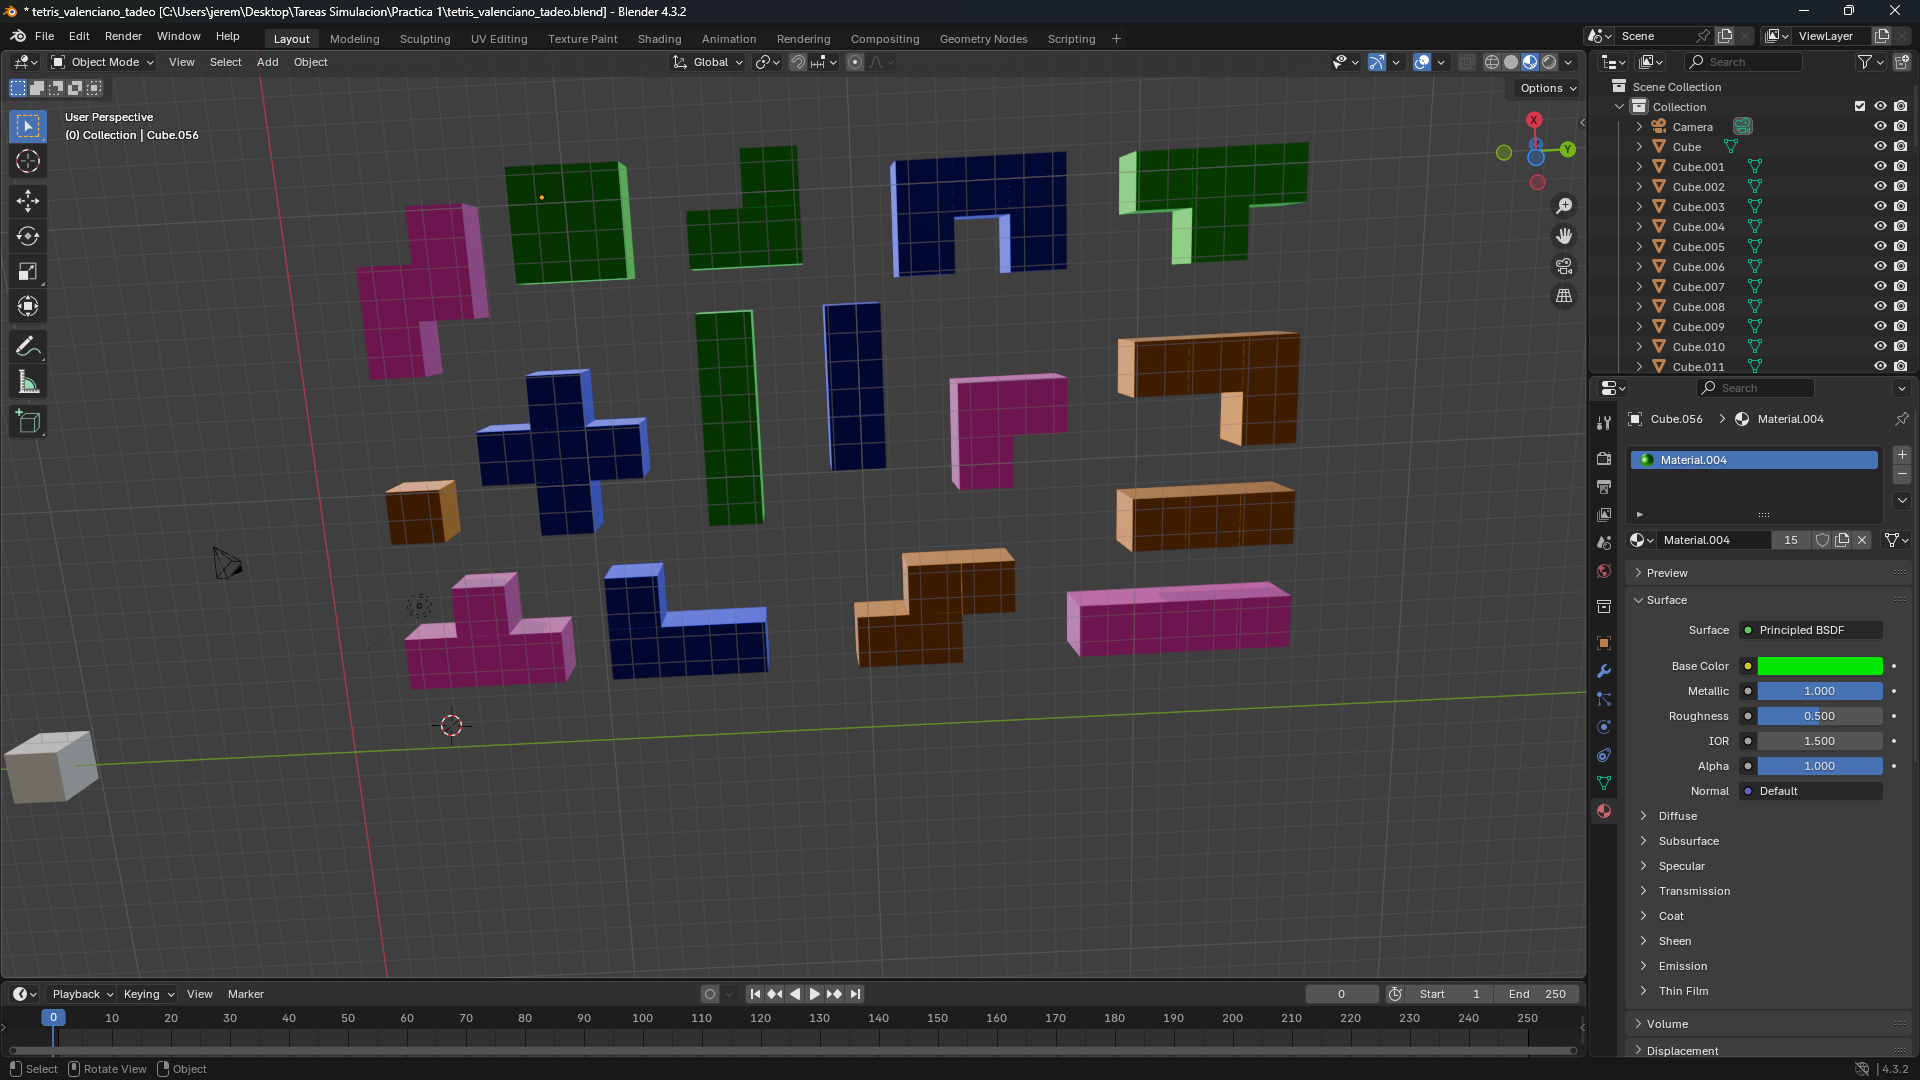 * tetris_valenciano_tadeo [C:\Users\jerem\Desktop\Tareas Simulacion\Practica 1\tetris_valenciano_tadeo.blend] - Blender 4.3.2
File Edit Render Window Help Layout Modeling Sculpting UV Editing Texture Paint Shading Animation Rendering Compositing Geometry Nodes Scripting + Scene ViewLayer
Object Mode View Select Add Object Global Search
Options
User Perspective
(0) Collection | Cube.056
X
Y
Scene Collection
Collection
Camera
Cube
Cube.001
Cube.002
Cube.003
Cube.004
Cube.005
Cube.006
Cube.007
Cube.008
Cube.009
Cube.010
Cube.011
Search
Cube.056 > Material.004
Material.004
Material.004 15
Preview
Surface
Surface Principled BSDF
Base Color
Metallic 1.000
Roughness 0.500
IOR 1.500
Alpha 1.000
Normal Default
Diffuse
Subsurface
Specular
Transmission
Coat
Sheen
Emission
Thin Film
Volume
Displacement
Playback Keying View Marker 0 Start 1 End 250
0 10 20 30 40 50 60 70 80 90 100 110 120 130 140 150 160 170 180 190 200 210 220 230 240 250
Select Rotate View Object 4.3.2